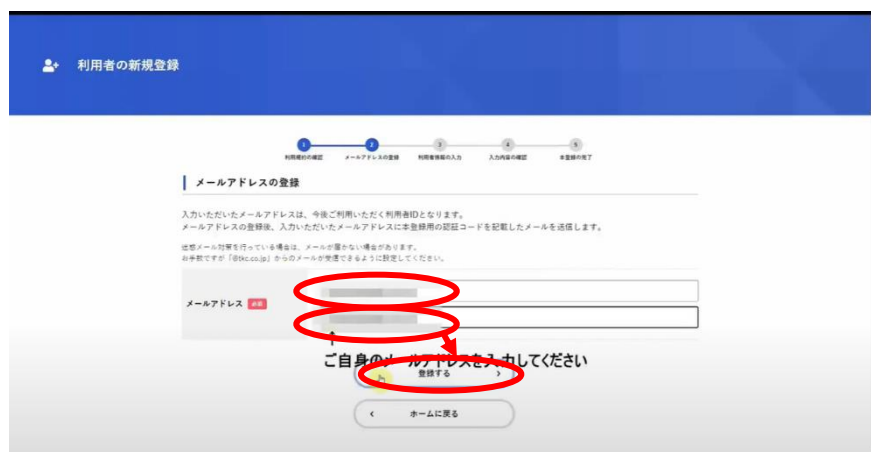 利用者の新規登録
1 2 3 4 5
利用規約の確認 メールアドレスの登録 利用者情報の入力 入力内容の確認 本登録の完了
メールアドレスの登録
入力いただいたメールアドレスは、今後ご利用いただく利用者IDとなります。
メールアドレスの登録後、入力いただいたメールアドレスに本登録用の認証コードを記載したメールを送信します。
迷惑メール対策を行っている場合は、メールが届かない場合があります。
お手数ですが「@tkc.co.jp」からのメールが受信できるように設定してください。
メールアドレス 必須
ご自身のメールアドレスを入力してください
登録する
ホームに戻る